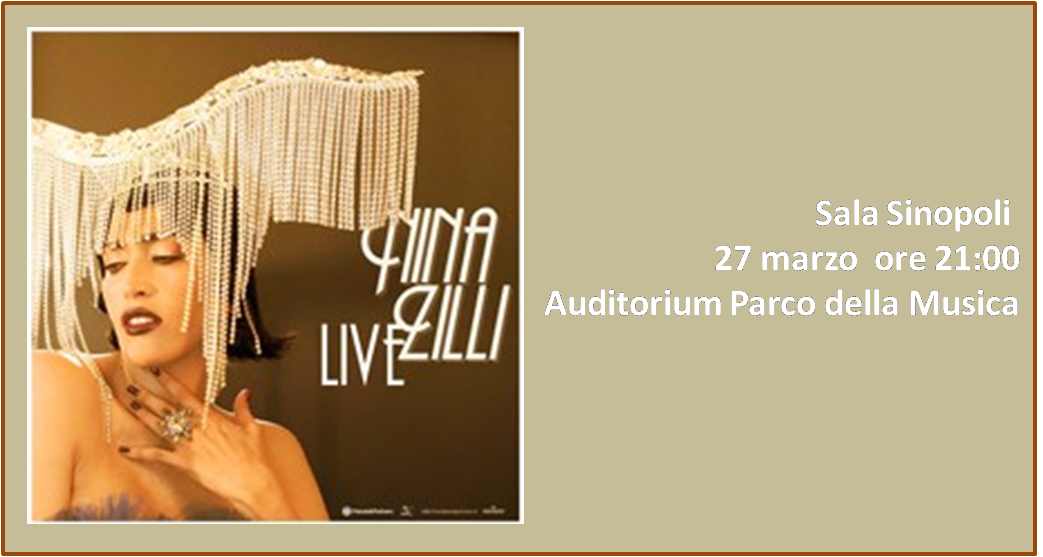 NINA
ZILLI
LIVE
Sala Sinopoli
27 marzo  ore 21:00
Auditorium Parco della Musica